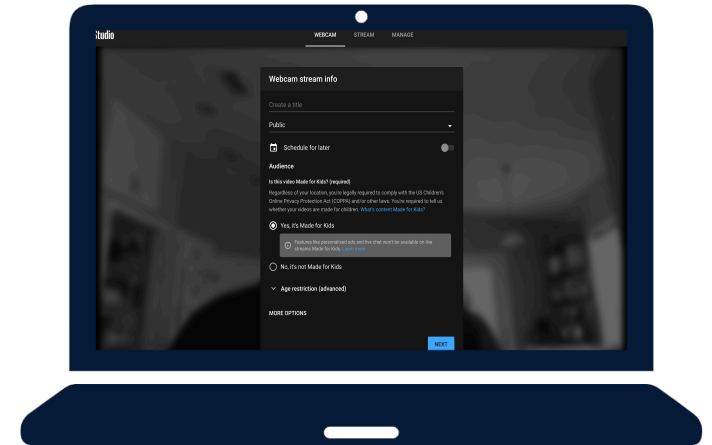 Studio
WEBCAM STREAM MANAGE
Webcam stream info
Create a title
Public
Schedule for later
Audience
Is this video Made for Kids? (required)
Regardless of your location, you're legally required to comply with the US Children's
Online Privacy Protection Act (COPPA) and/or other laws. You're required to tell us
whether your videos are made for children. What's content Made for Kids?
Yes, it's Made for Kids
Features like personalised ads and live chat won't be available on the
streams Made for Kids. Learn more
No, it's not Made for Kids
Age restriction (advanced)
MORE OPTIONS
NEXT